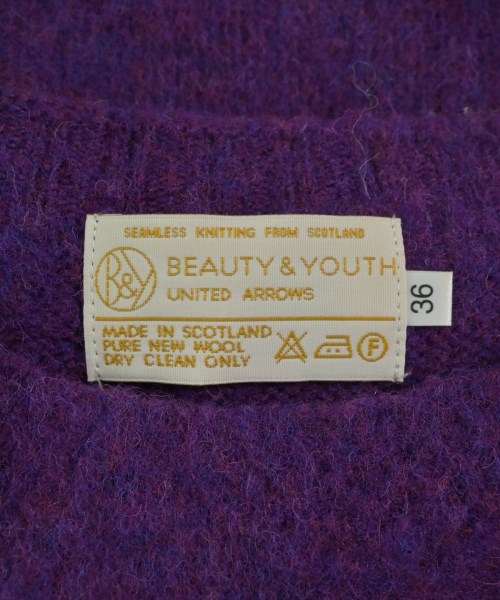 SEAMLESS KNITTING FROM SCOTLAND
B&Y
BEAUTY & YOUTH
UNITED ARROWS
MADE IN SCOTLAND
PURE NEW WOOL
DRY CLEAN ONLY
F
36